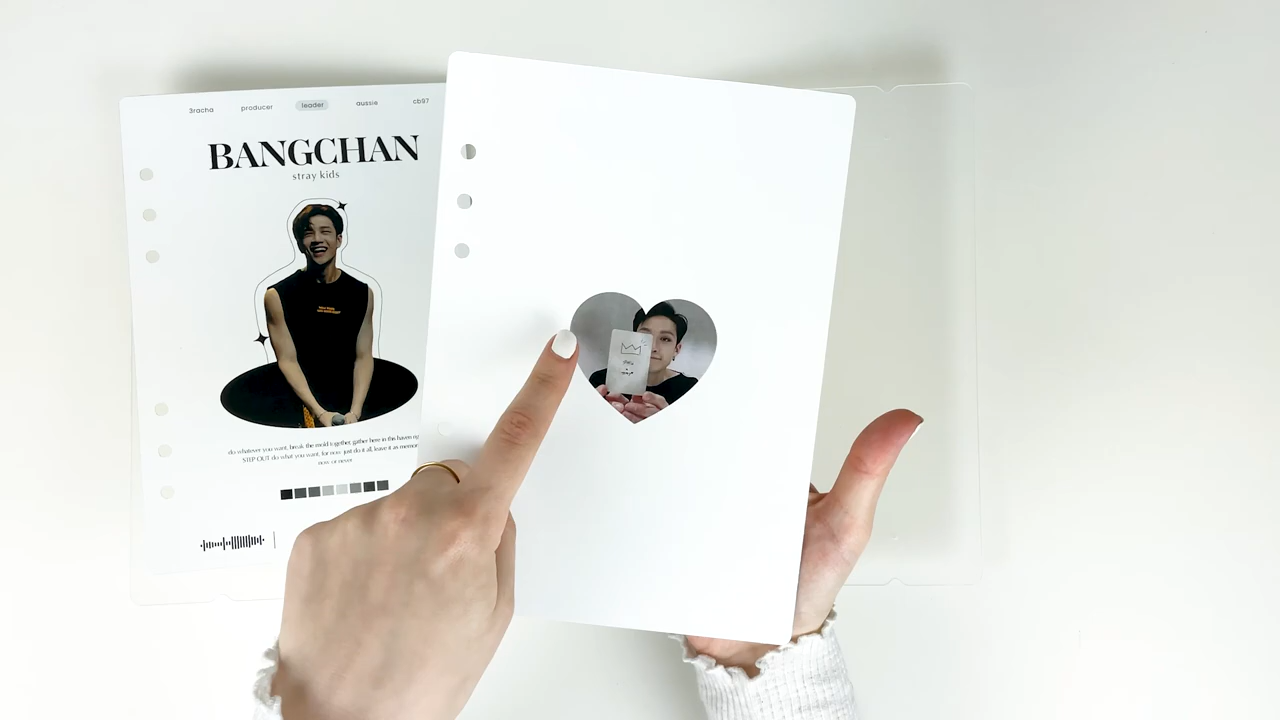 3racha producer leader aussie cb97
BANGCHAN
stray kids
do whatever you want, break the mold together, gather here in this haven
STEP OUT do what you want, for now just do it all, leave it as
now or never